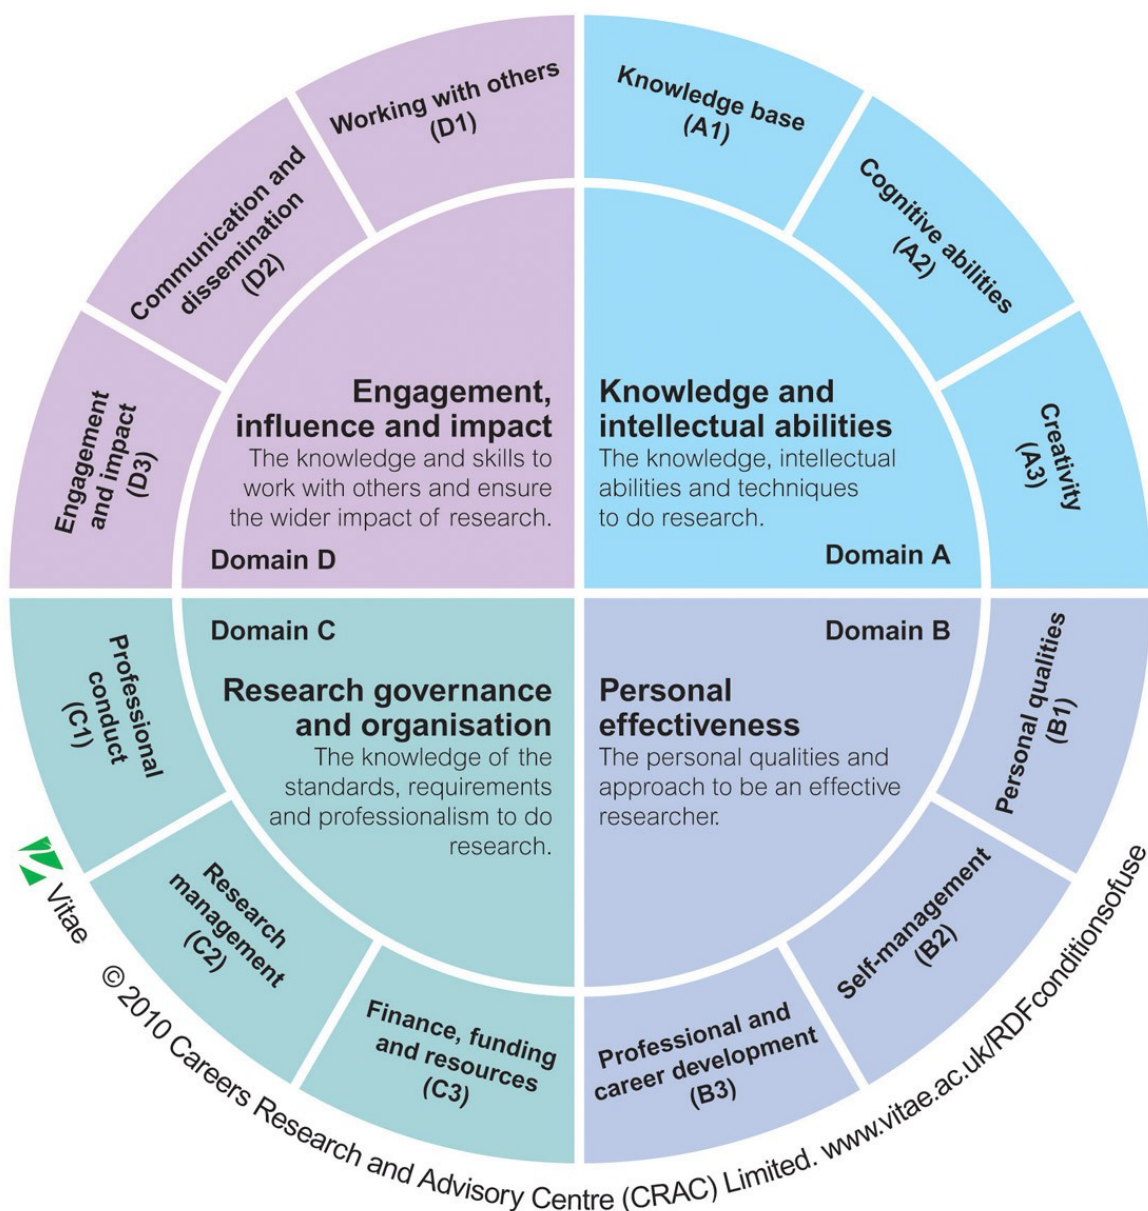 Working with others
(D1)
Knowledge base
(A1)
Communication and
dissemination
(D2)
Cognitive abilities
(A2)
Engagement
and impact
(D3)
Creativity
(A3)
Engagement,
influence and impact
The knowledge and skills to
work with others and ensure
the wider impact of research.
Domain D
Knowledge and
intellectual abilities
The knowledge, intellectual
abilities and techniques
to do research.
Domain A
Domain C
Research governance
and organisation
The knowledge of the
standards, requirements
and professionalism to do
research.
Domain B
Personal
effectiveness
The personal qualities and
approach to be an effective
researcher.
Professional
conduct
(C1)
Personal qualities
(B1)
Research
management
(C2)
Self-management
(B2)
Finance, funding
and resources
(C3)
Professional and
career development
(B3)
Vitae
© 2010 Careers Research and Advisory Centre (CRAC) Limited. www.vitae.ac.uk/RDFconditionsofuse